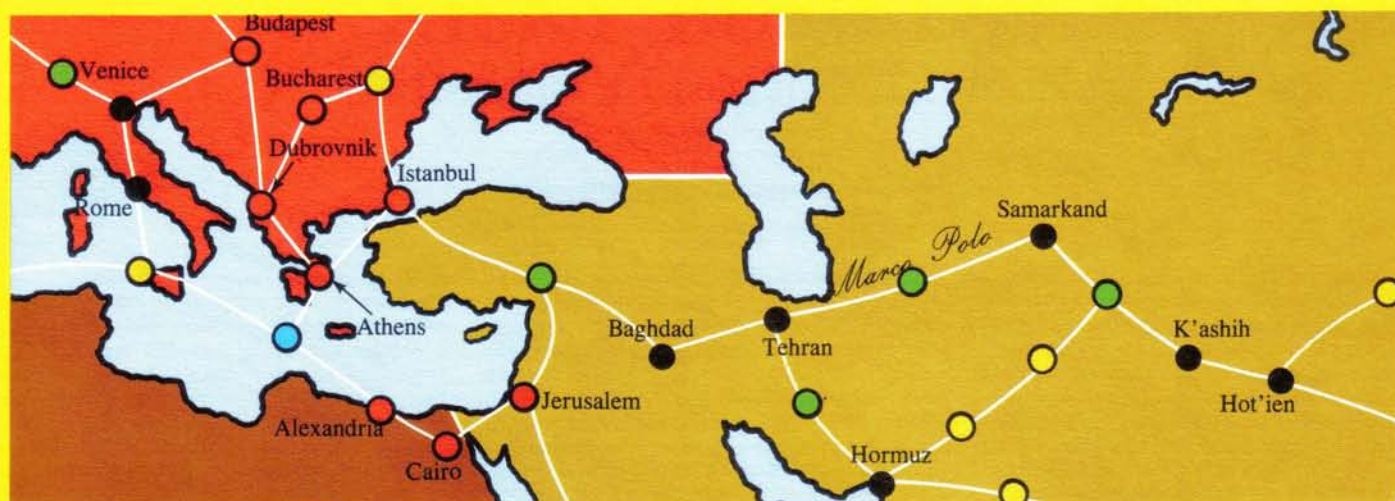 Budapest
Venice
Bucharest
Dubrovnik
Istanbul
Rome
Samarkand
Marco Polo
Athens
Baghdad
Tehran
K'ashih
Jerusalem
Hot'ien
Alexandria
Cairo
Hormuz